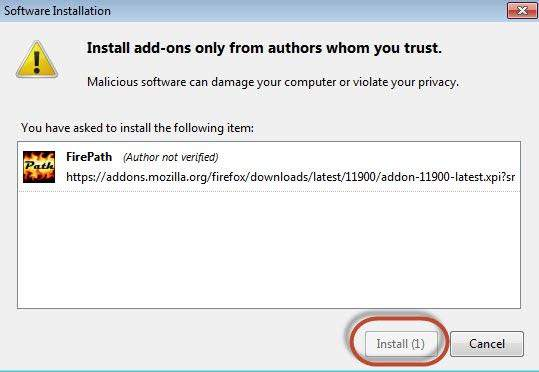 Software Installation
Install add-ons only from authors whom you trust.
Malicious software can damage your computer or violate your privacy.
You have asked to install the following item:
Path
FirePath (Author not verified)
https://addons.mozilla.org/firefox/downloads/latest/11900/addon-11900-latest.xpi?sr
Install (1)
Cancel